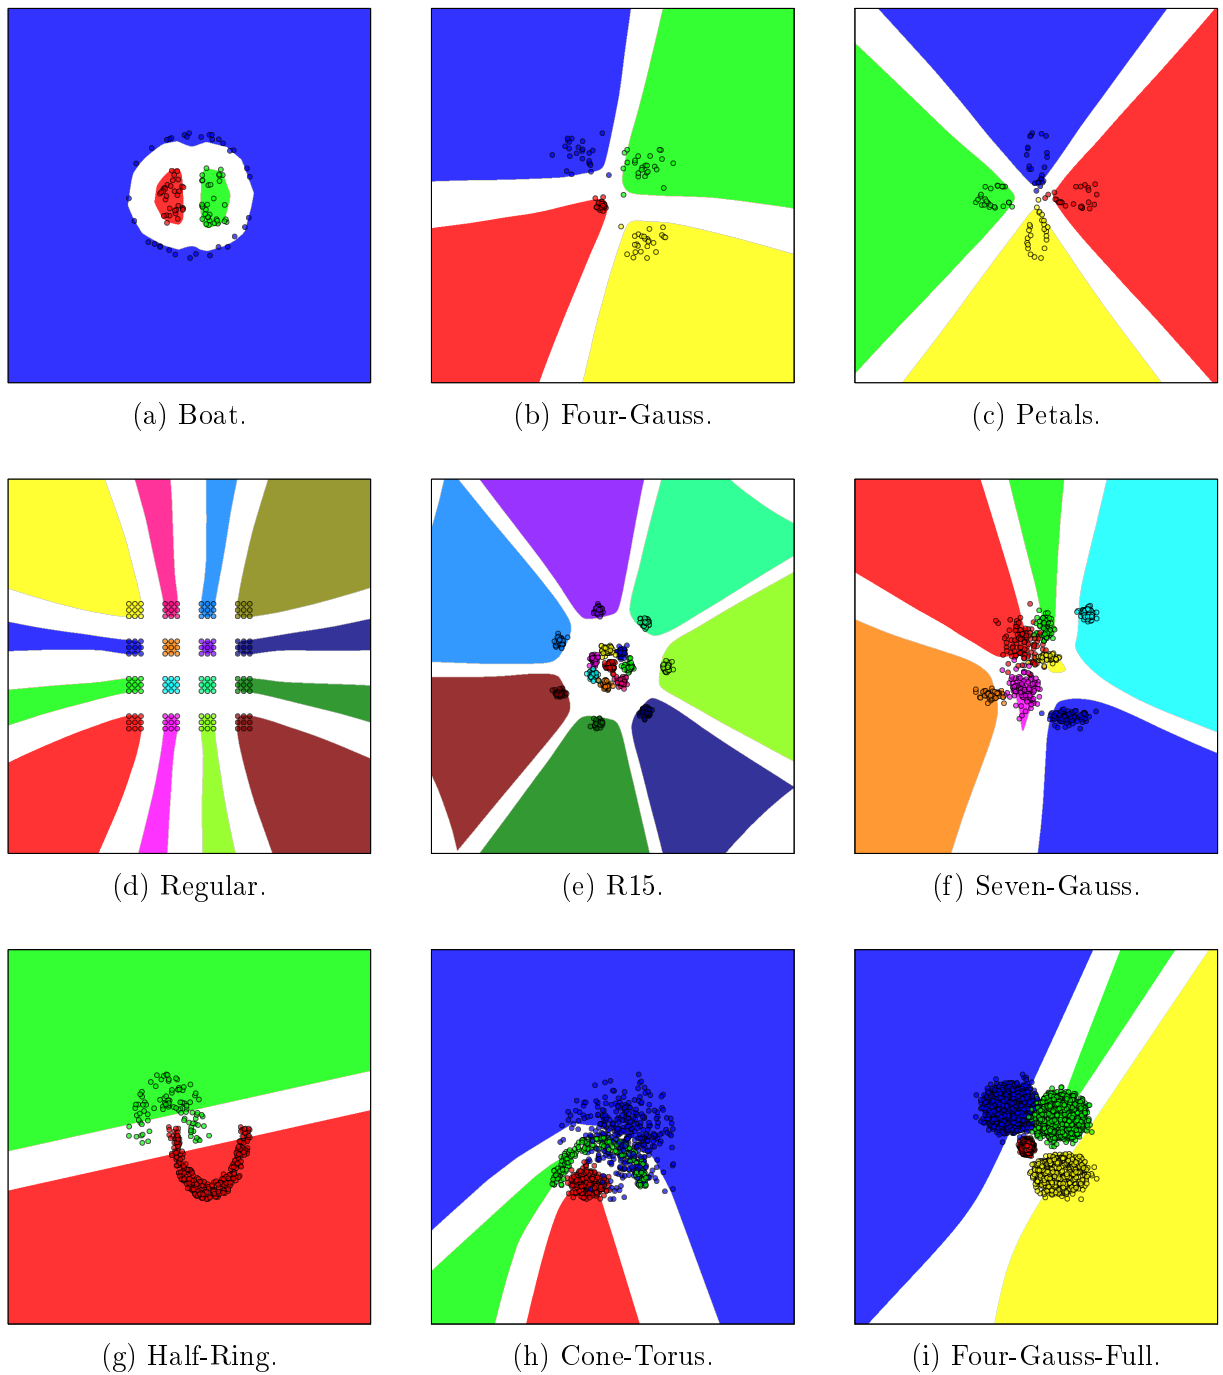 (a) Boat.
(b) Four-Gauss.
(c) Petals.
(d) Regular.
(e) R15.
(f) Seven-Gauss.
(g) Half-Ring.
(h) Cone-Torus.
(i) Four-Gauss-Full.